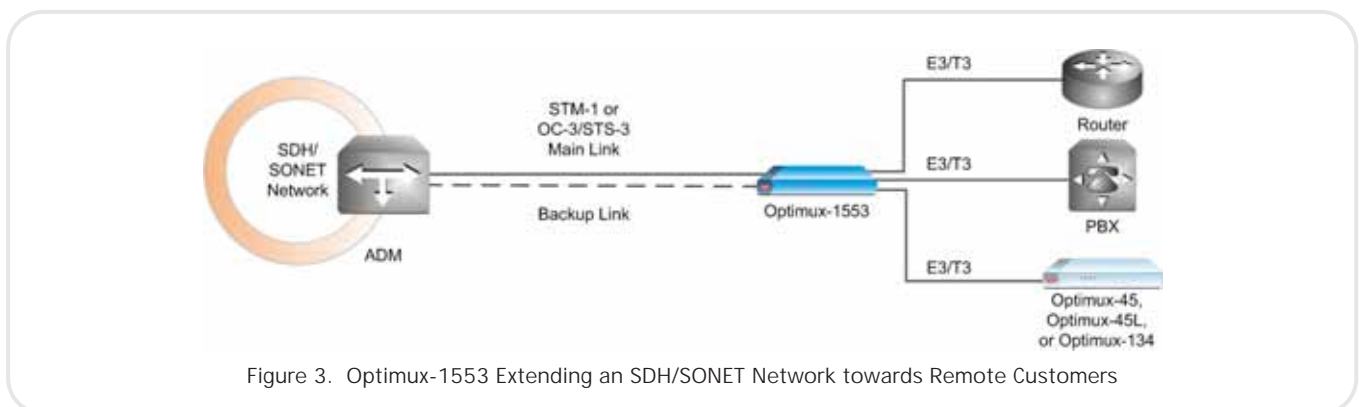 SDH/
SONET
Network
ADM
STM-1 or
OC-3/STS-3
Main Link
Backup Link
Optimux-1553
E3/T3
Router
E3/T3
PBX
E3/T3
Optimux-45,
Optimux-45L,
or Optimux-134
Figure 3. Optimux-1553 Extending an SDH/SONET Network towards Remote Customers